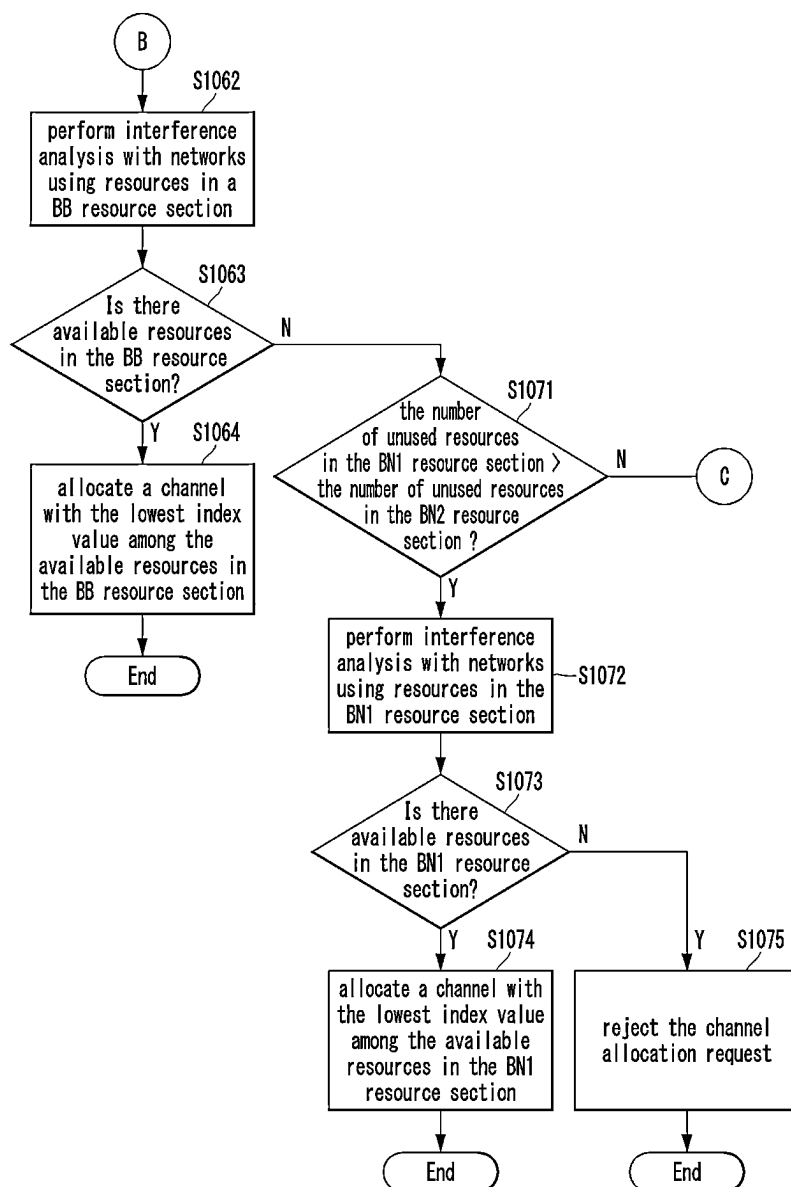 B
S1062
perform interference
analysis with networks
using resources in a
BB resource section
S1063
Is there
available resources
in the BB resource
section?
N
Y
S1064
allocate a channel
with the lowest index
value among the
available resources in
the BB resource section
End
S1071
the number
of unused resources
in the BN1 resource section >
the number of unused resources
in the BN2 resource
section ?
N
C
Y
perform interference
analysis with networks
using resources in the
BN1 resource section
S1072
S1073
Is there
available resources
in the BN1 resource
section?
N
Y
S1074
allocate a channel with
the lowest index value
among the available
resources in the BN1
resource section
End
Y
S1075
reject the channel
allocation request
End